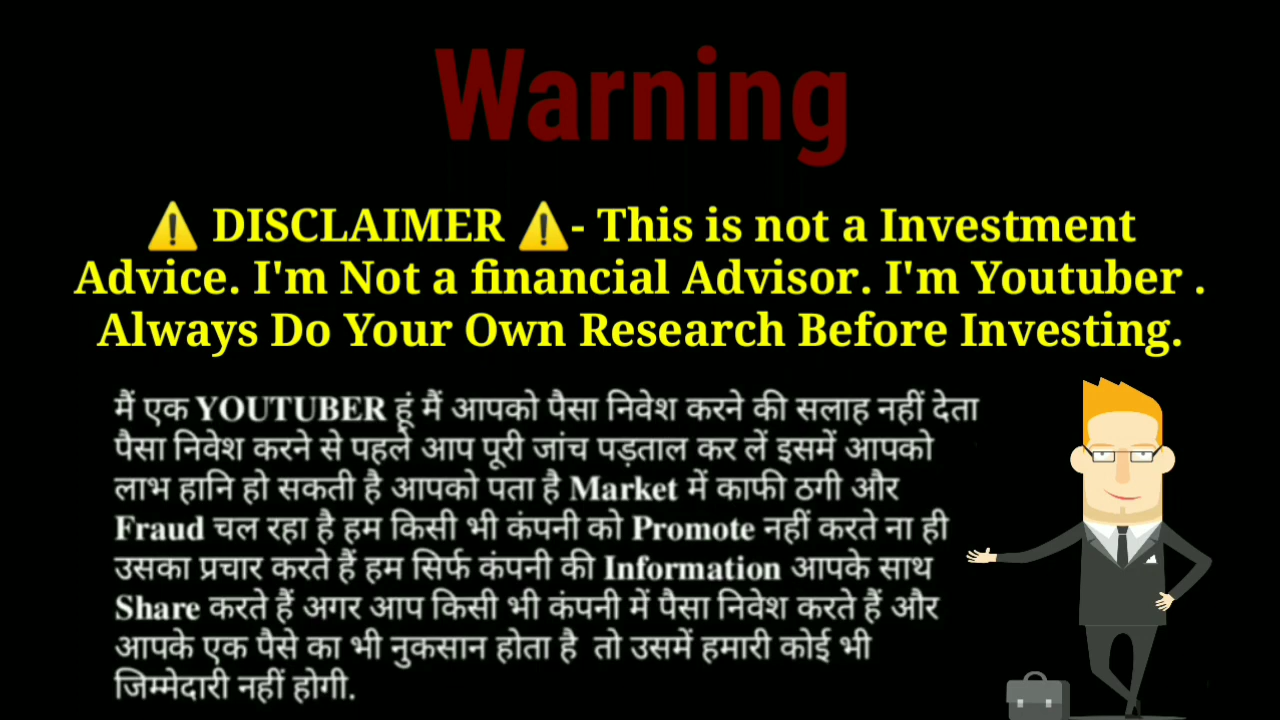 Warning
⚠️ DISCLAIMER ⚠️- This is not a Investment
Advice. I'm Not a financial Advisor. I'm Youtuber .
Always Do Your Own Research Before Investing.
मैं एक YOUTUBER हूं मैं आपको पैसा निवेश करने की सलाह नहीं देता
पैसा निवेश करने से पहले आप पूरी जांच पड़ताल कर लें इसमें आपको
लाभ हानि हो सकती है आपको पता है Market में काफी ठगी और
Fraud चल रहा है हम किसी भी कंपनी को Promote नहीं करते ना ही
उसका प्रचार करते हैं हम सिर्फ कंपनी की Information आपके साथ
Share करते हैं अगर आप किसी भी कंपनी में पैसा निवेश करते हैं और
आपके एक पैसे का भी नुकसान होता है  तो उसमें हमारी कोई भी
जिम्मेदारी नहीं होगी.